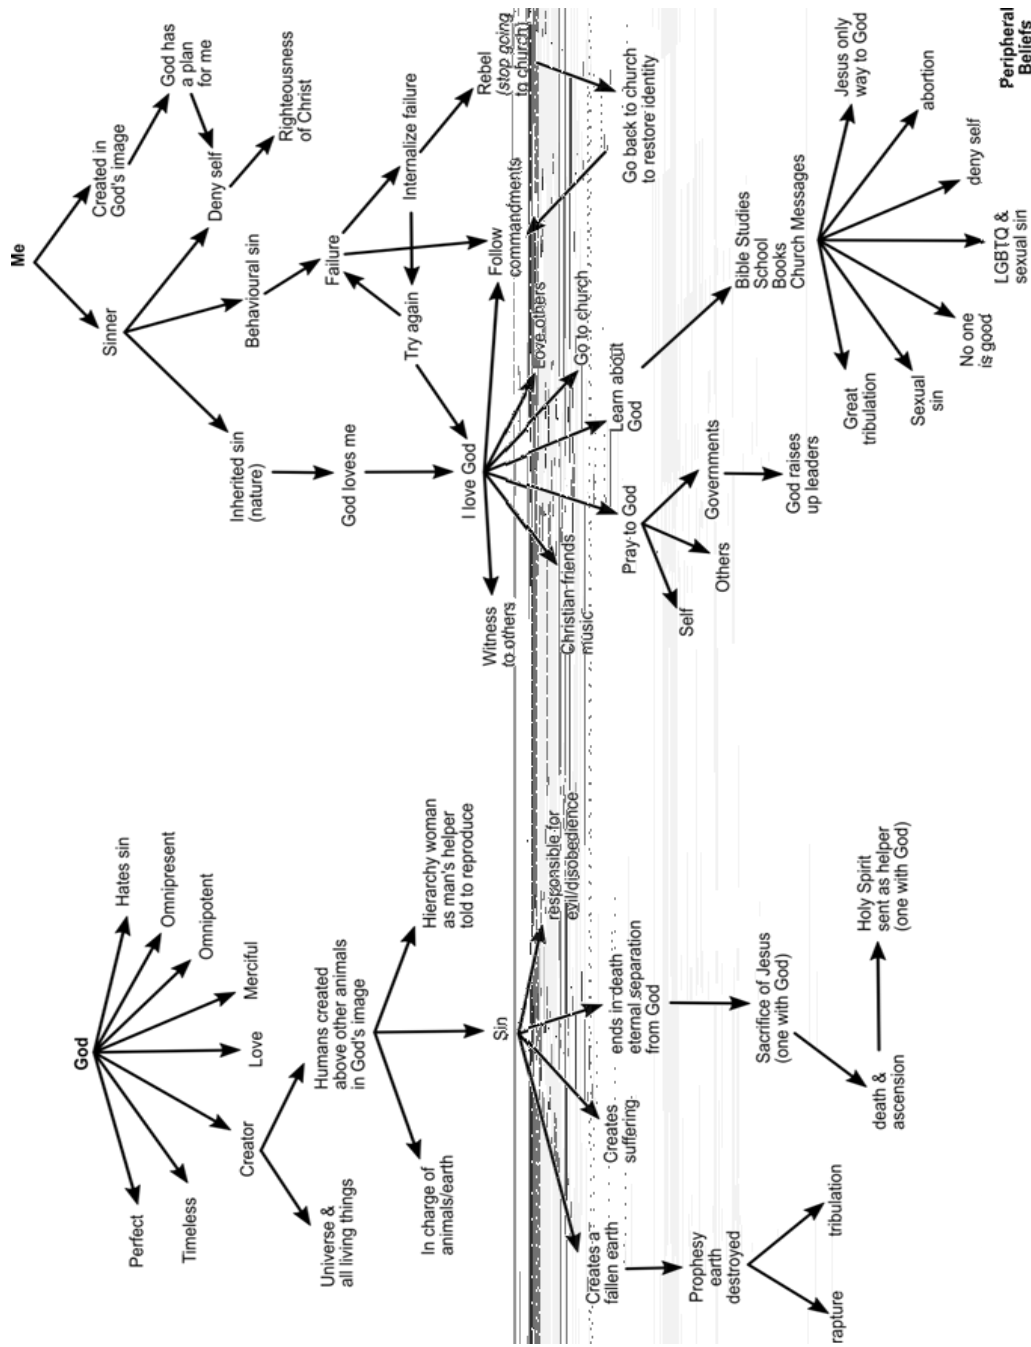 God
Perfect
Timeless
Creator
Love
Merciful
Omnipotent
Omnipresent
Hates sin
Universe &
all living things
Humans created
above other animals
in God's image
In charge of
animals/earth
Hierarchy woman
as man's helper
told to reproduce
Sin
Creates a
fallen earth
Creates
suffering
ends in death
eternal separation
from God
responsible for
evil/disobedience
Prophesy
earth
destroyed
rapture
tribulation
Sacrifice of Jesus
(one with God)
death &
ascension
Holy Spirit
sent as helper
(one with God)
Me
Sinner
Created in
God's image
God has
a plan
for me
Deny self
Righteousness
of Christ
Inherited sin
(nature)
Behavioural sin
God loves me
Failure
Try again
Internalize failure
I love God
Rebel
(stop going
to church)
Witness
to others
Christian friends
music
Pray to God
Learn about
God
Go to church
Love others
Follow
commandments
Go back to church
to restore identity
Self
Others
Governments
God raises
up leaders
Bible Studies
School
Books
Church Messages
Great
tribulation
Sexual
sin
No one
is good
LGBTQ &
sexual sin
deny self
abortion
Jesus only
way to God
Peripheral
Beliefs